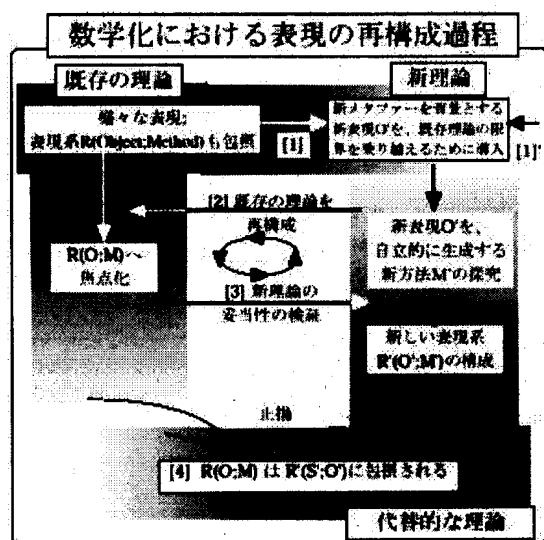 数学化における表現の再構成過程
既存の理論
新理論
様々な表現;
表現系R(Object;Method)も包摂
[1]
新メタファーを背景とする
新表現O'を、既存理論の限
界を乗り越えるために導入
[1]'
[2] 既存の理論を
再構成
R(O;M)へ
焦点化
新表現O'を、
自立的に生成する
新方法M'の探究
[3] 新理論の
妥当性の検証
新しい表現系
R'(O';M')の構成
止揚
[4] R(O;M) は R'(S';O')に包摂される
代替的な理論